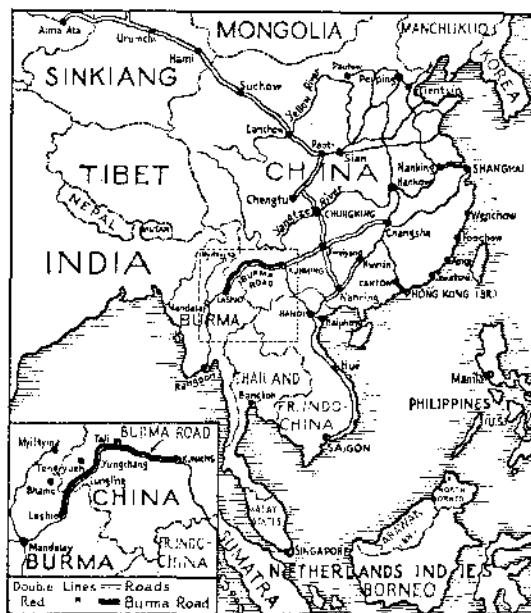 MONGOLIA
MANCHUKUO
Alma Ata
Urumchi
Hami
SINKIANG
Suchow
Yellow River
Paotow
Peiping
Tientsin
KOREA
Lanchow
Sian
CHINA
TIBET
Chengtu
Yangtze River
CHUNGKING
Nanking
SHANGHAI
Hankow
Wenchow
Foochow
NEPAL
BHUTAN
INDIA
Changsha
BURMA ROAD
KUNMING
LASHIO
Mandalay
BURMA
CANTON
HONG KONG (BR.)
Nanning
HANOI
Haiphong
Hue
Rangoon
THAILAND
Bangkok
FR. INDO-
CHINA
SAIGON
Manila
PHILIPPINES
(U.S.)
MALAY
STATES
SINGAPORE
SUMATRA
NORTH
BORNEO
SARAWAK
NETHERLANDS INDIES
BORNEO
BURMA ROAD
Tali
Myitkyina
Tengyueh
Yungchang
Lungling
Bhamo
KUNMING
CHINA
Lashio
Mandalay
BURMA
FR. INDO-
CHINA
Double Lines Roads
Red " Burma Road